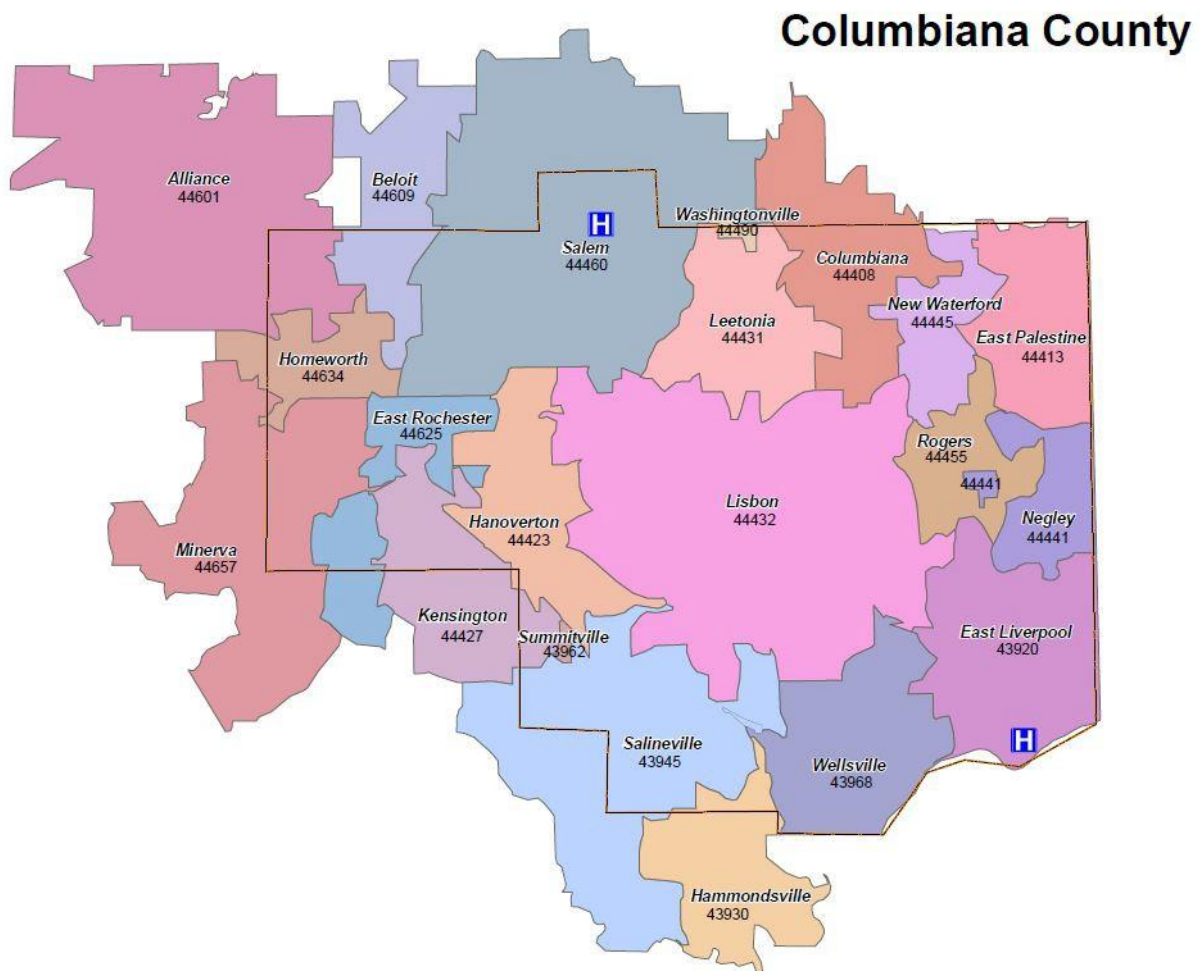 Columbiana County
Alliance
44601
Beloit
44609
Washingtonville
44490
H
Salem
44460
Columbiana
44408
New Waterford
44445
Leetonia
44431
East Palestine
44413
Homeworth
44634
East Rochester
44625
Rogers
44455
44441
Lisbon
44432
Hanoverton
44423
Negley
44441
Minerva
44657
Kensington
44427
Summitville
43962
East Liverpool
43920
H
Salineville
43945
Wellsville
43968
Hammondsville
43930